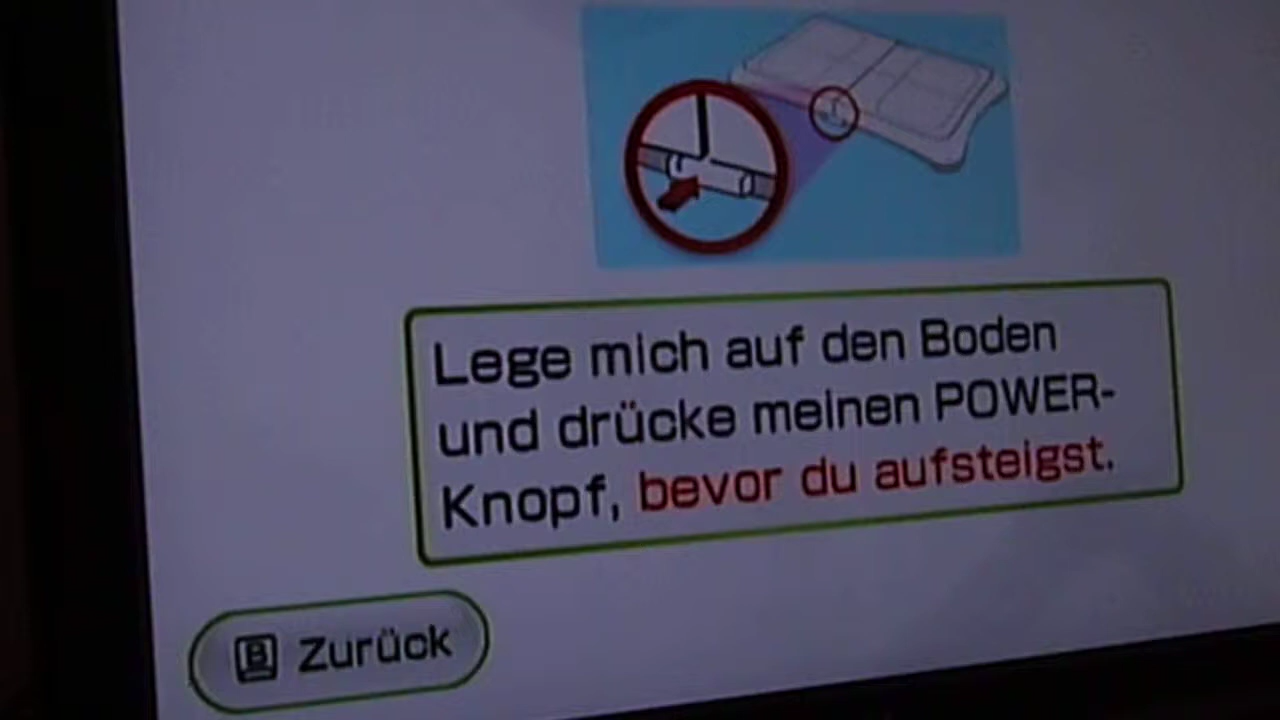 Lege mich auf den Boden
und drücke meinen POWER-
Knopf, bevor du aufsteigst.
B Zurück